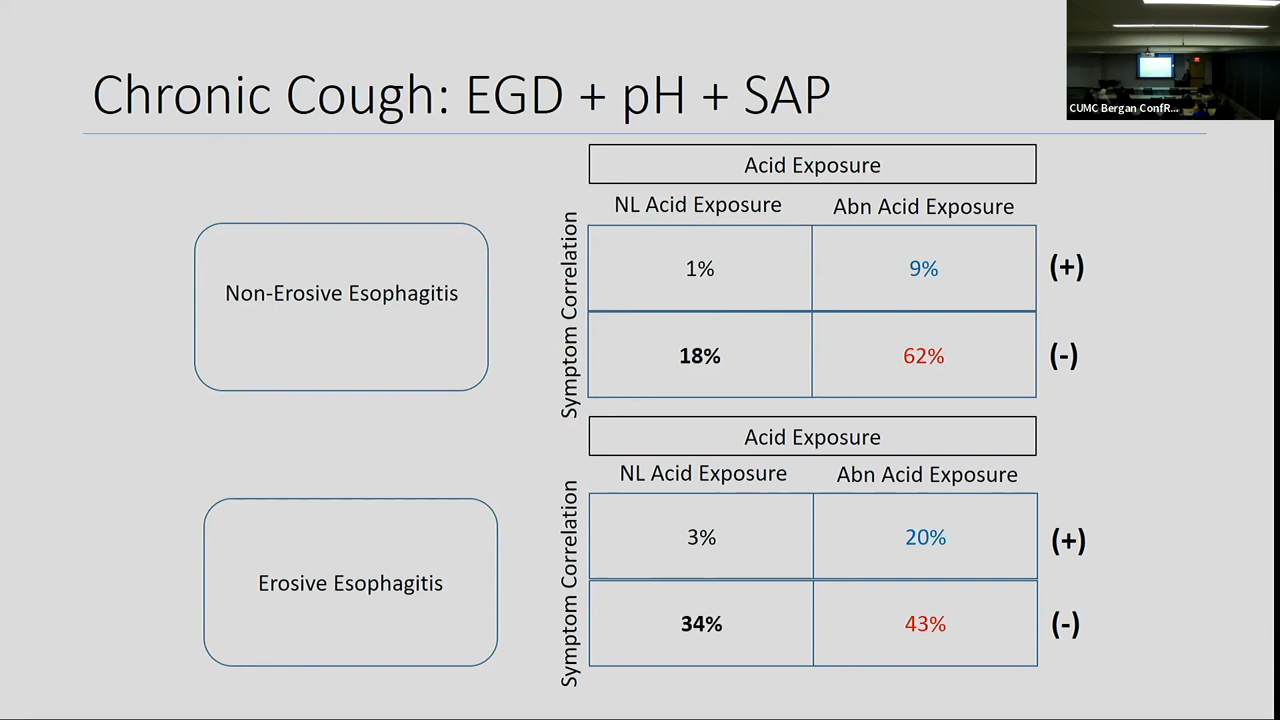 Chronic Cough: EGD + pH + SAP
CUMC Bergan ConfR...
Acid Exposure
NL Acid Exposure
Abn Acid Exposure
Symptom Correlation
Non-Erosive Esophagitis
1%
9%
(+)
18%
62%
(-)
Acid Exposure
NL Acid Exposure
Abn Acid Exposure
Symptom Correlation
Erosive Esophagitis
3%
20%
(+)
34%
43%
(-)